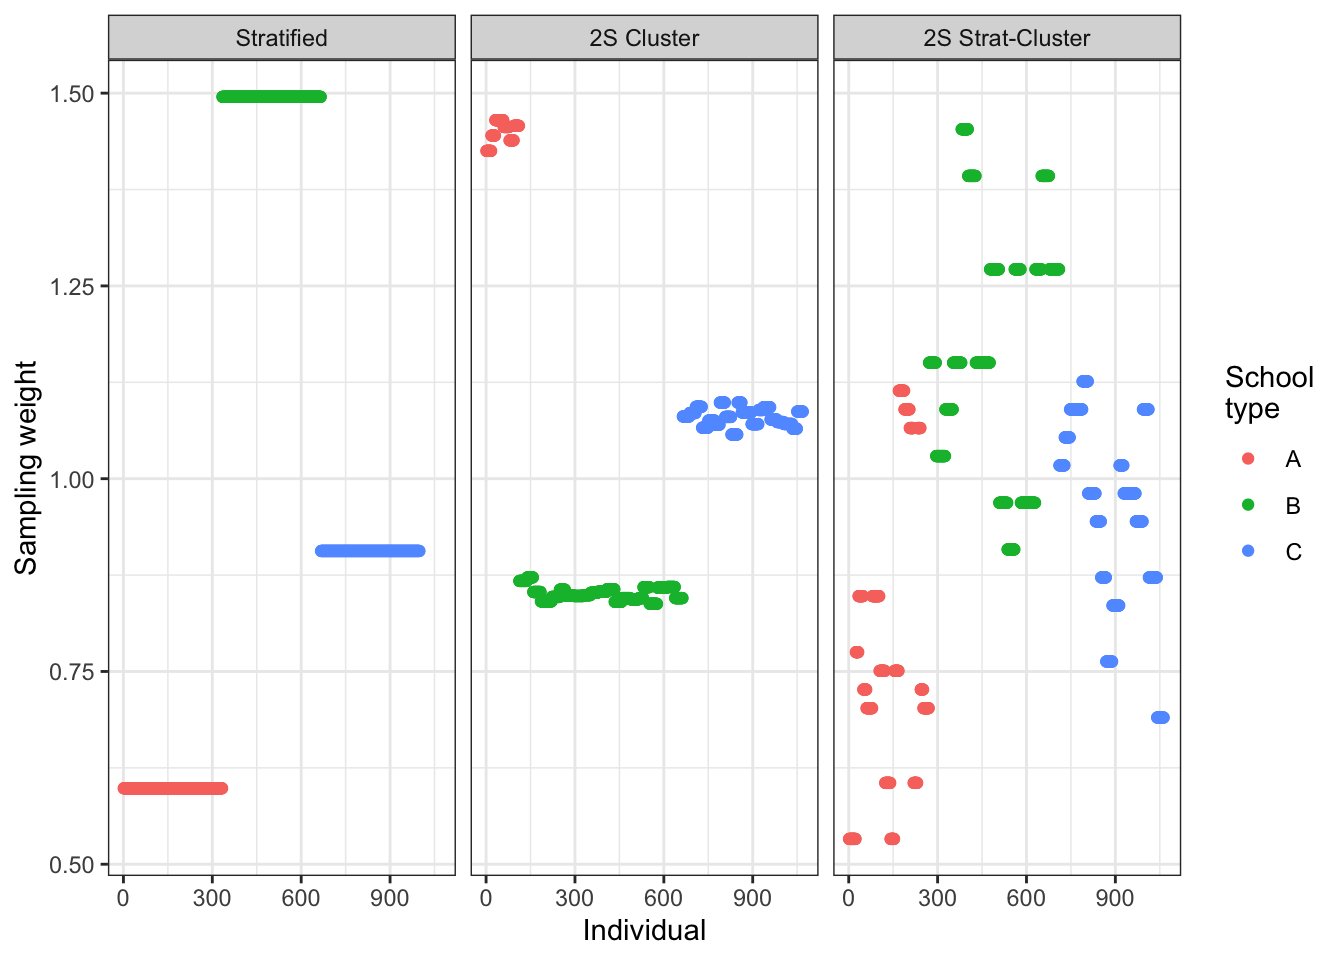 Stratified
2S Cluster
2S Strat-Cluster
Sampling weight
1.50
1.25
1.00
0.75
0.50
0 300 600 900
0 300 600 900
0 300 600 900
Individual
School
type
A
B
C